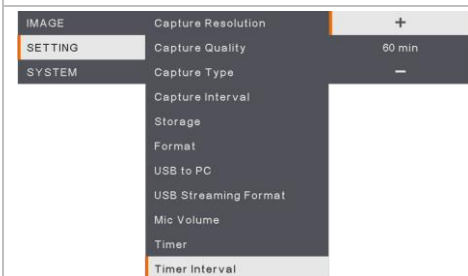 IMAGE
SETTING
SYSTEM
Capture Resolution
Capture Quality
Capture Type
Capture Interval
Storage
Format
USB to PC
USB Streaming Format
Mic Volume
Timer
Timer Interval
+
60 min
−